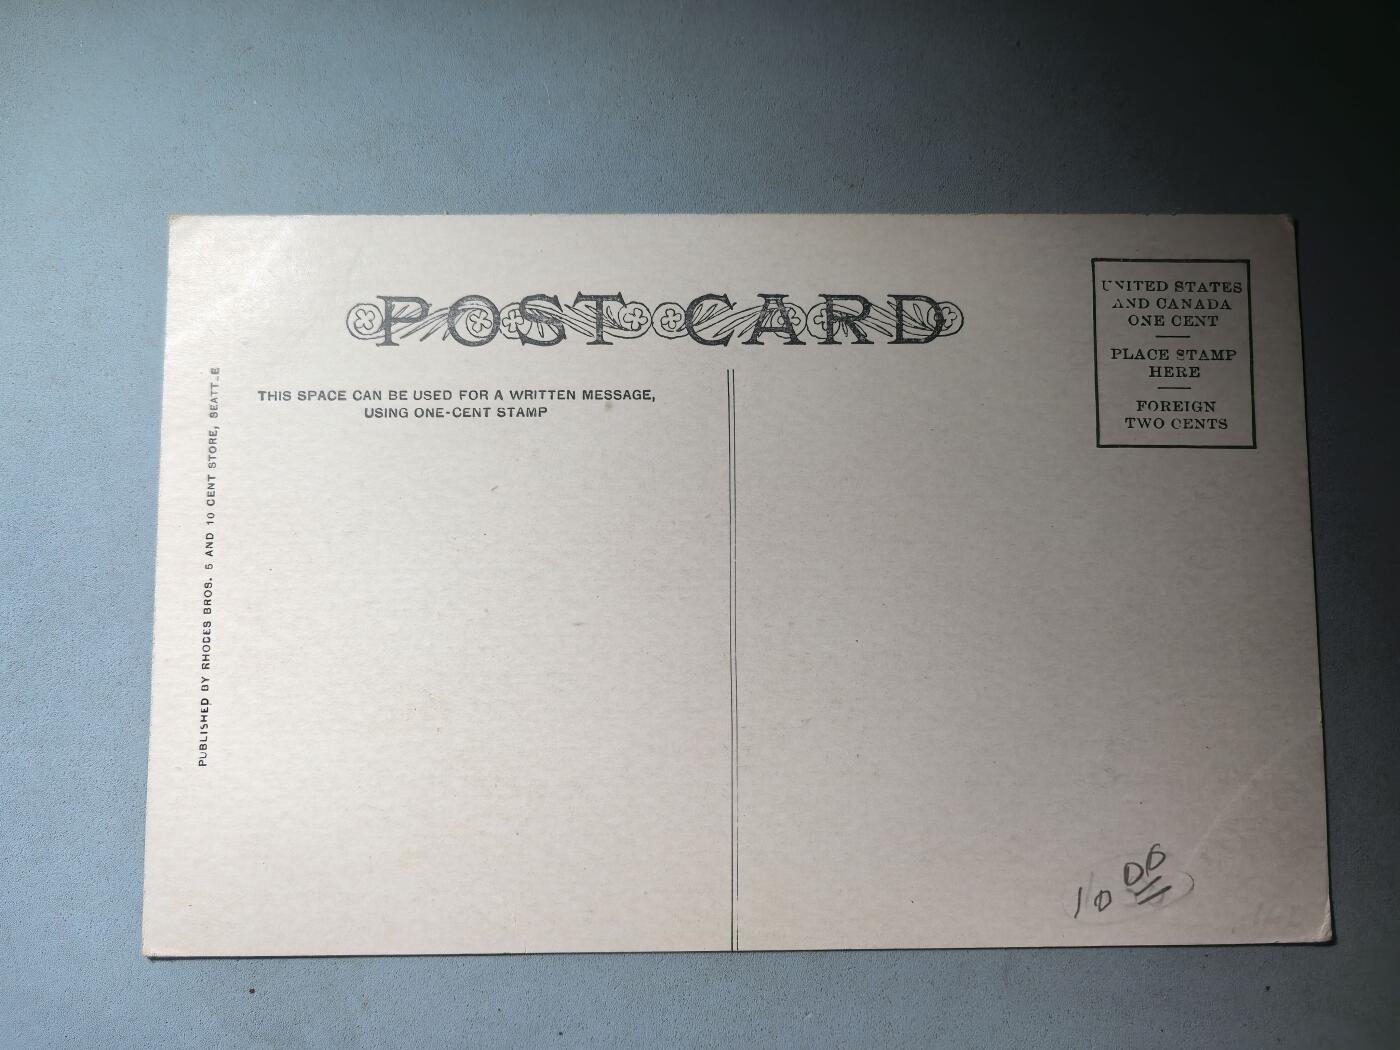 POST CARD
UNITED STATES
AND CANADA
ONE CENT
PLACE STAMP
HERE
FOREIGN
TWO CENTS
THIS SPACE CAN BE USED FOR A WRITTEN MESSAGE,
USING ONE-CENT STAMP
PUBLISHED BY RHODES BROS. 5 AND 10 CENT STORE, SEATTLE
10 00